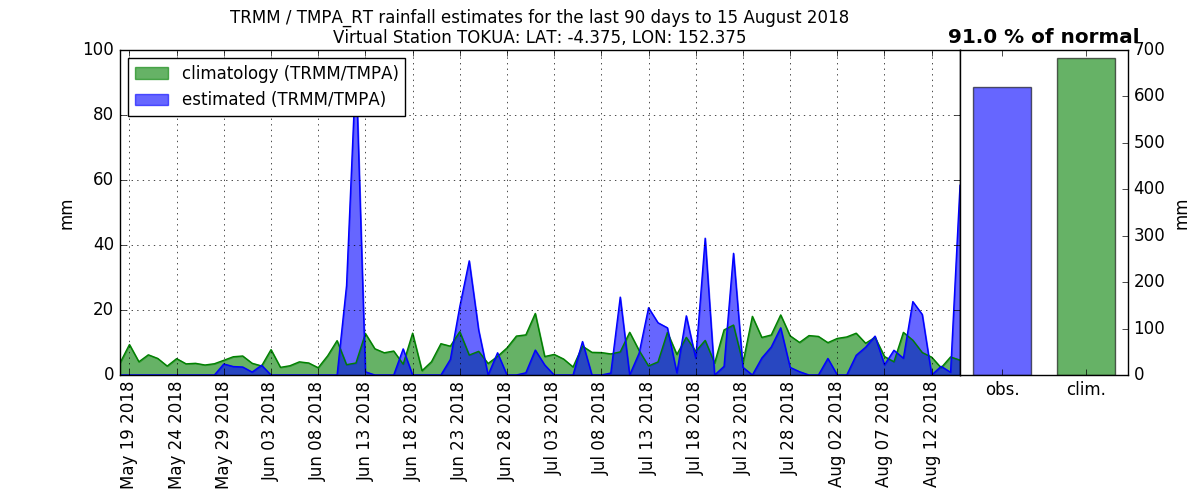 TRMM / TMPA_RT rainfall estimates for the last 90 days to 15 August 2018
Virtual Station TOKUA: LAT: -4.375, LON: 152.375
91.0 % of normal
climatology (TRMM/TMPA)
estimated (TRMM/TMPA)
mm
100
80
60
40
20
0
May 19 2018
May 24 2018
May 29 2018
Jun 03 2018
Jun 08 2018
Jun 13 2018
Jun 18 2018
Jun 23 2018
Jun 28 2018
Jul 03 2018
Jul 08 2018
Jul 13 2018
Jul 18 2018
Jul 23 2018
Jul 28 2018
Aug 02 2018
Aug 07 2018
Aug 12 2018
obs.
clim.
700
600
500
400
300
200
100
0
mm